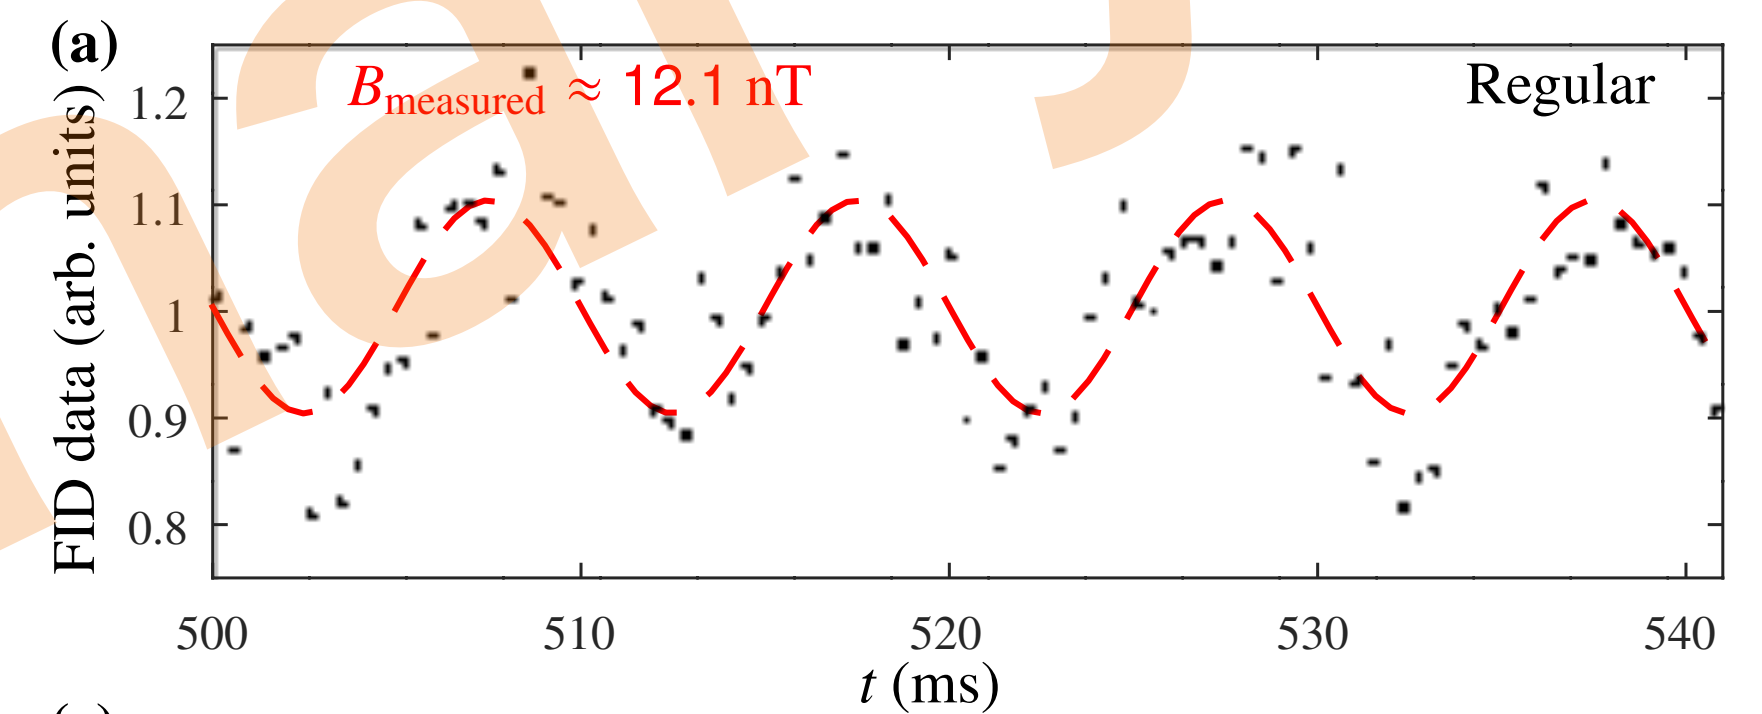 (a)
B measured ≈ 12.1 nT
Regular
FID data (arb. units)
1.2
1.1
1
0.9
0.8
500 510 520 530 540
t (ms)